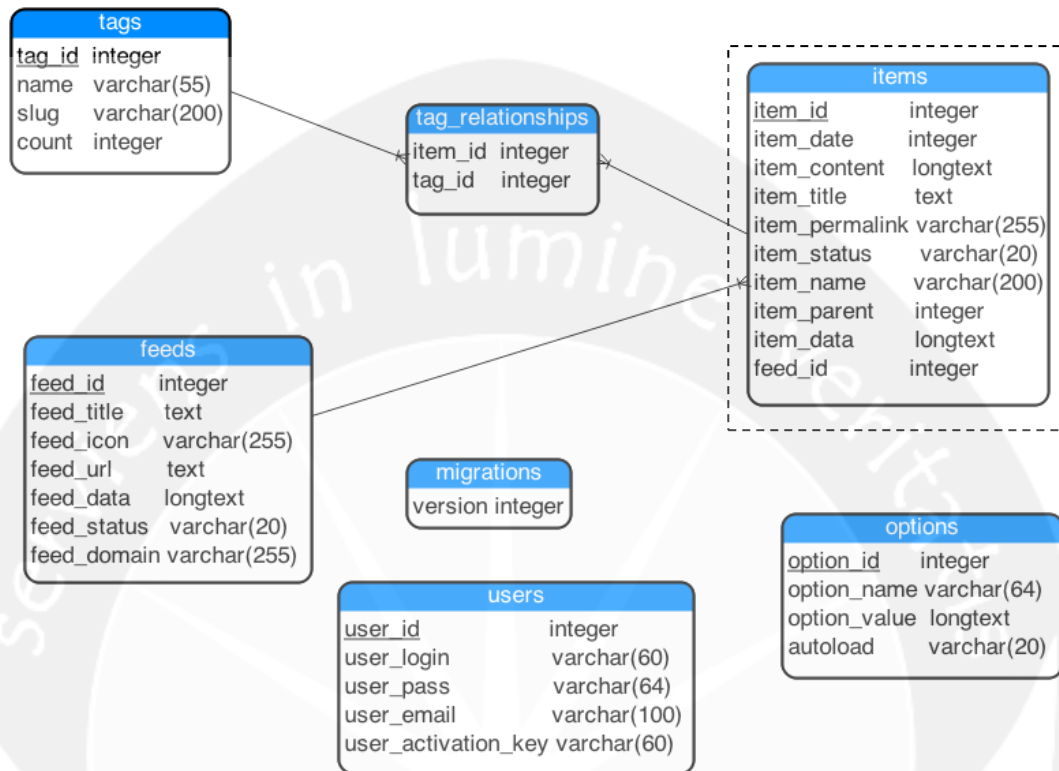 tags
tag_id integer
name varchar(55)
slug varchar(200)
count integer
tag_relationships
item_id integer
tag_id integer
items
item_id integer
item_date integer
item_content longtext
item_title text
item_permalink varchar(255)
item_status varchar(20)
item_name varchar(200)
item_parent integer
item_data longtext
feed_id integer
feeds
feed_id integer
feed_title text
feed_icon varchar(255)
feed_url text
feed_data longtext
feed_status varchar(20)
feed_domain varchar(255)
migrations
version integer
options
option_id integer
option_name varchar(64)
option_value longtext
autoload varchar(20)
users
user_id integer
user_login varchar(60)
user_pass varchar(64)
user_email varchar(100)
user_activation_key varchar(60)
serviens in lumine veritatis